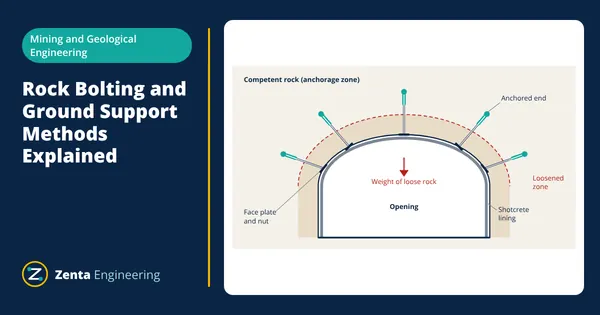 Mining and Geological
Engineering
Rock Bolting and
Ground Support
Methods
Explained
Zenta Engineering
Competent rock (anchorage zone)
Anchored end
Weight of loose rock
Loosened
zone
Opening
Face plate
and nut
Shotcrete
lining